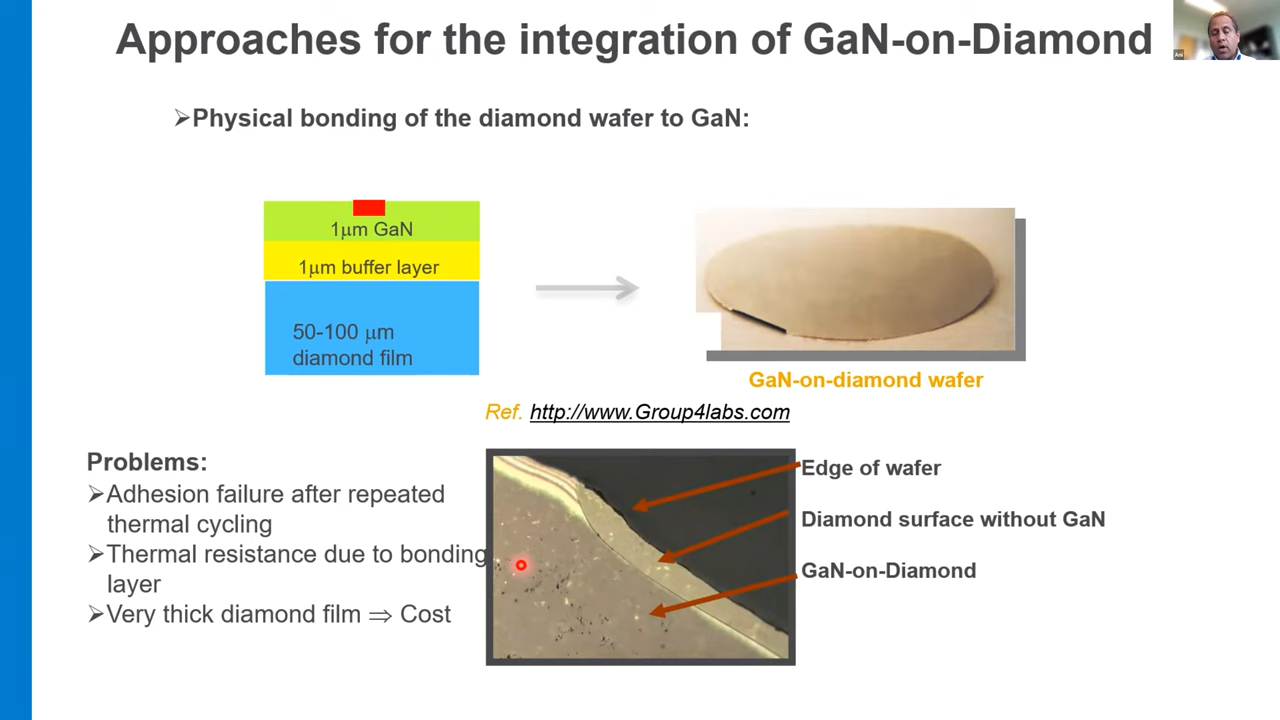 Approaches for the integration of GaN-on-Diamond
Ani
➢Physical bonding of the diamond wafer to GaN:
1μm GaN
1μm buffer layer
50-100 μm
diamond film
GaN-on-diamond wafer
Ref. http://www.Group4labs.com
Problems:
➢Adhesion failure after repeated
thermal cycling
➢Thermal resistance due to bonding
layer
➢Very thick diamond film ⇒ Cost
Edge of wafer
Diamond surface without GaN
GaN-on-Diamond